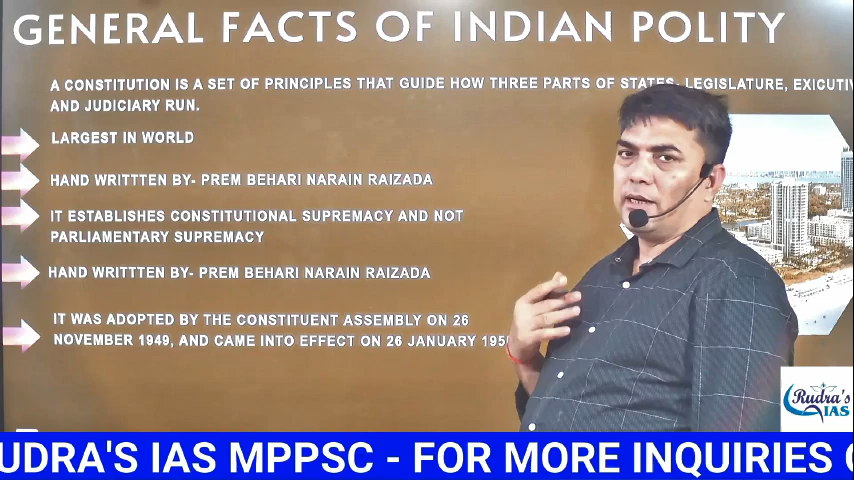 GENERAL FACTS OF INDIAN POLITY
A CONSTITUTION IS A SET OF PRINCIPLES THAT GUIDE HOW THREE PARTS OF STATES, LEGISLATURE, EXICUTIV
AND JUDICIARY RUN.
LARGEST IN WORLD
HAND WRITTTEN BY- PREM BEHARI NARAIN RAIZADA
IT ESTABLISHES CONSTITUTIONAL SUPREMACY AND NOT
PARLIAMENTARY SUPREMACY
HAND WRITTTEN BY- PREM BEHARI NARAIN RAIZADA
IT WAS ADOPTED BY THE CONSTITUENT ASSEMBLY ON 26
NOVEMBER 1949, AND CAME INTO EFFECT ON 26 JANUARY 195
Rudra's
IAS
UDRA'S IAS MPPSC - FOR MORE INQUIRIES